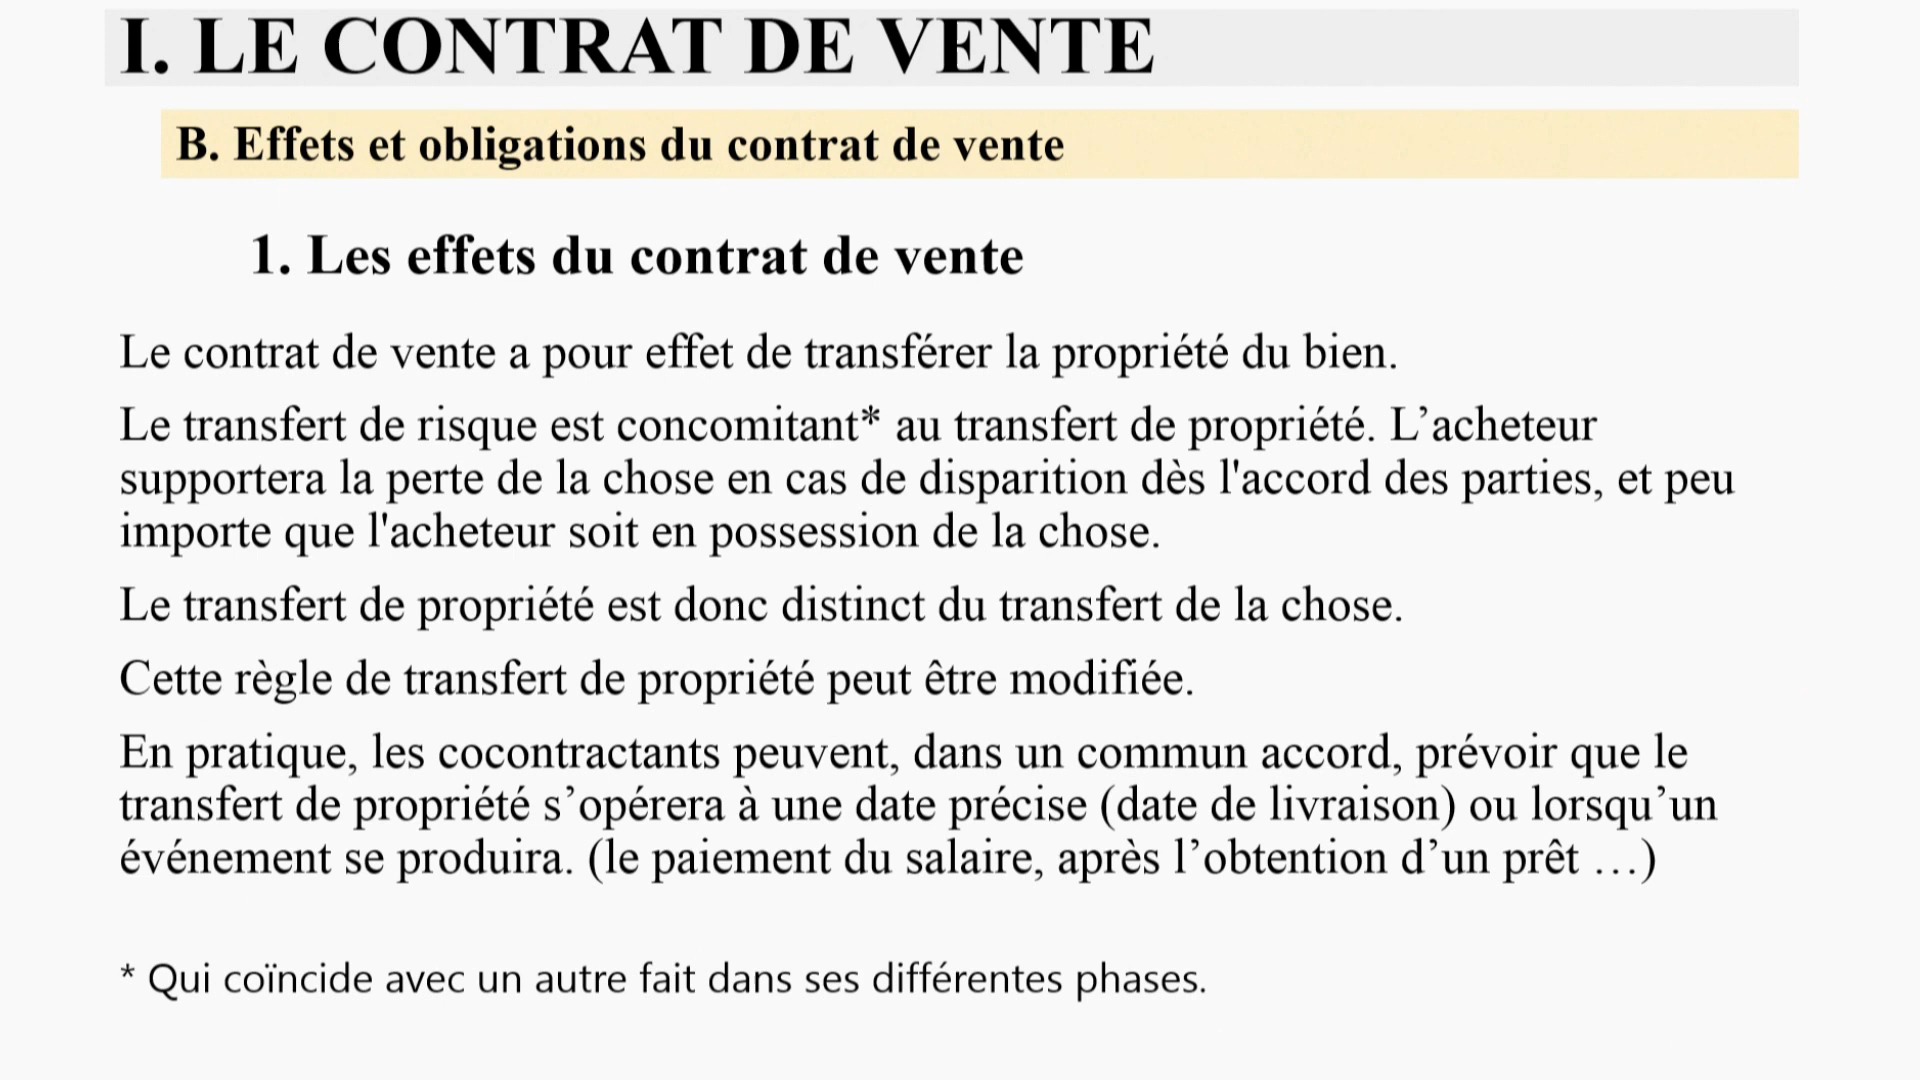 I. LE CONTRAT DE VENTE
B. Effets et obligations du contrat de vente
1. Les effets du contrat de vente
Le contrat de vente a pour effet de transférer la propriété du bien.
Le transfert de risque est concomitant* au transfert de propriété. L’acheteur
supportera la perte de la chose en cas de disparition dès l'accord des parties, et peu
importe que l'acheteur soit en possession de la chose.
Le transfert de propriété est donc distinct du transfert de la chose.
Cette règle de transfert de propriété peut être modifiée.
En pratique, les cocontractants peuvent, dans un commun accord, prévoir que le
transfert de propriété s’opérera à une date précise (date de livraison) ou lorsqu’un
événement se produira. (le paiement du salaire, après l’obtention d’un prêt …)
* Qui coïncide avec un autre fait dans ses différentes phases.